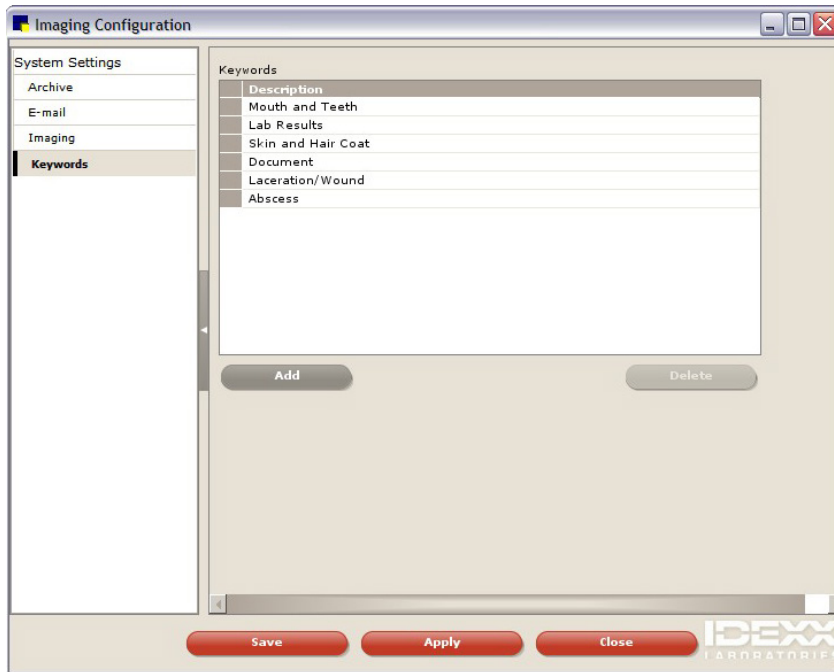 Imaging Configuration
System Settings
Archive
E-mail
Imaging
Keywords
Keywords
Description
Mouth and Teeth
Lab Results
Skin and Hair Coat
Document
Laceration/Wound
Abscess
Add
Delete
Save
Apply
Close
IDEXX
LABORATORIES